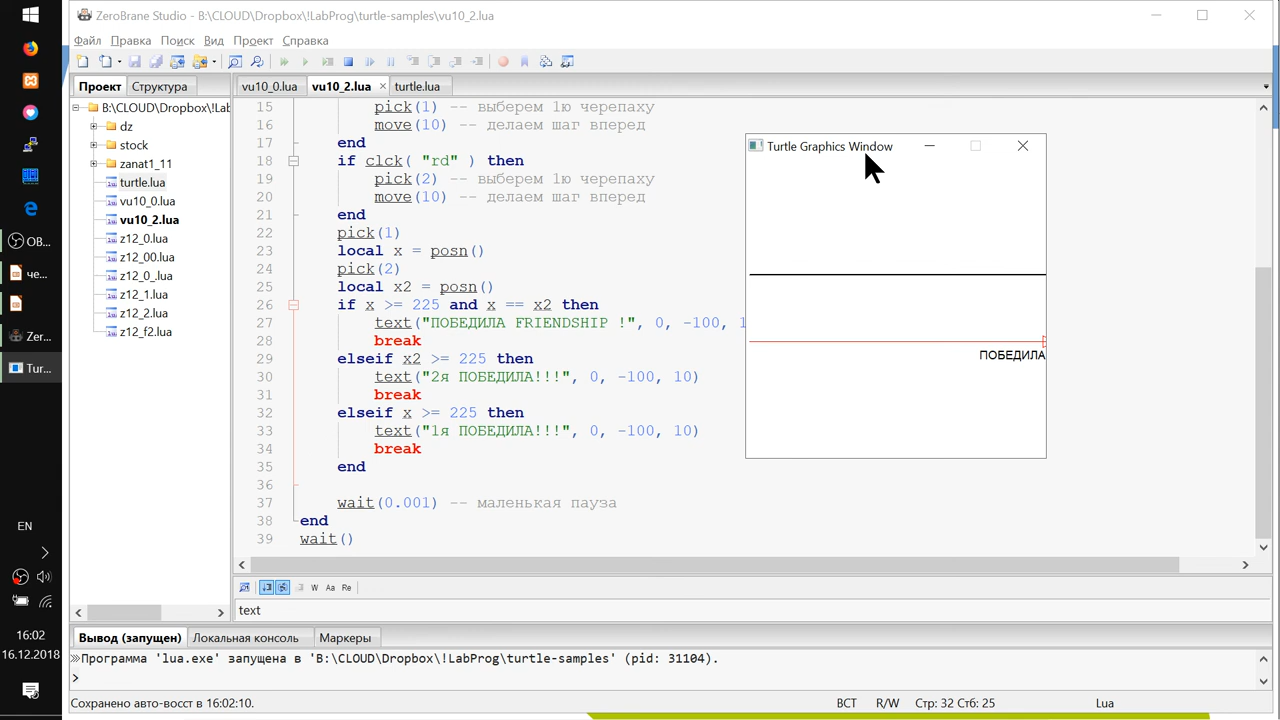 ZeroBrane Studio - B:\CLOUD\Dropbox\!LabProg\turtle-samples\vu10_2.lua
Файл Правка Поиск Вид Проект Справка
Проект Структура
vu10_0.lua vu10_2.lua turtle.lua
B:\CLOUD\Dropbox\!Lab
dz
stock
zanat1_11
turtle.lua
vu10_0.lua
vu10_2.lua
z12_0.lua
z12_00.lua
z12_0_.lua
z12_1.lua
z12_2.lua
z12_f2.lua
15 pick(1) -- выберем 1ю черепаху
16 move(10) -- делаем шаг вперед
17 end
18 if clck( "rd" ) then
19 pick(2) -- выберем 1ю черепаху
20 move(10) -- делаем шаг вперед
21 end
22 pick(1)
23 local x = posn()
24 pick(2)
25 local x2 = posn()
26 if x >= 225 and x == x2 then
27 text("ПОБЕДИЛА FRIENDSHIP !", 0, -100, 1
28 break
29 elseif x2 >= 225 then
30 text("2я ПОБЕДИЛА!!!", 0, -100, 10)
31 break
32 elseif x >= 225 then
33 text("1я ПОБЕДИЛА!!!", 0, -100, 10)
34 break
35 end
36
37 wait(0.001) -- маленькая пауза
38 end
39 wait()
Turtle Graphics Window
ПОБЕДИЛА
W Aa Re
text
Вывод (запущен) Локальная консоль Маркеры
Программа 'lua.exe' запущена в 'B:\CLOUD\Dropbox\!LabProg\turtle-samples' (pid: 31104).
>
Сохранено авто-восст в 16:02:10.
ВСТ R/W Стр: 32 Стб: 25 Lua
OB...
че...
Zer...
Tur...
EN
16:02
16.12.2018